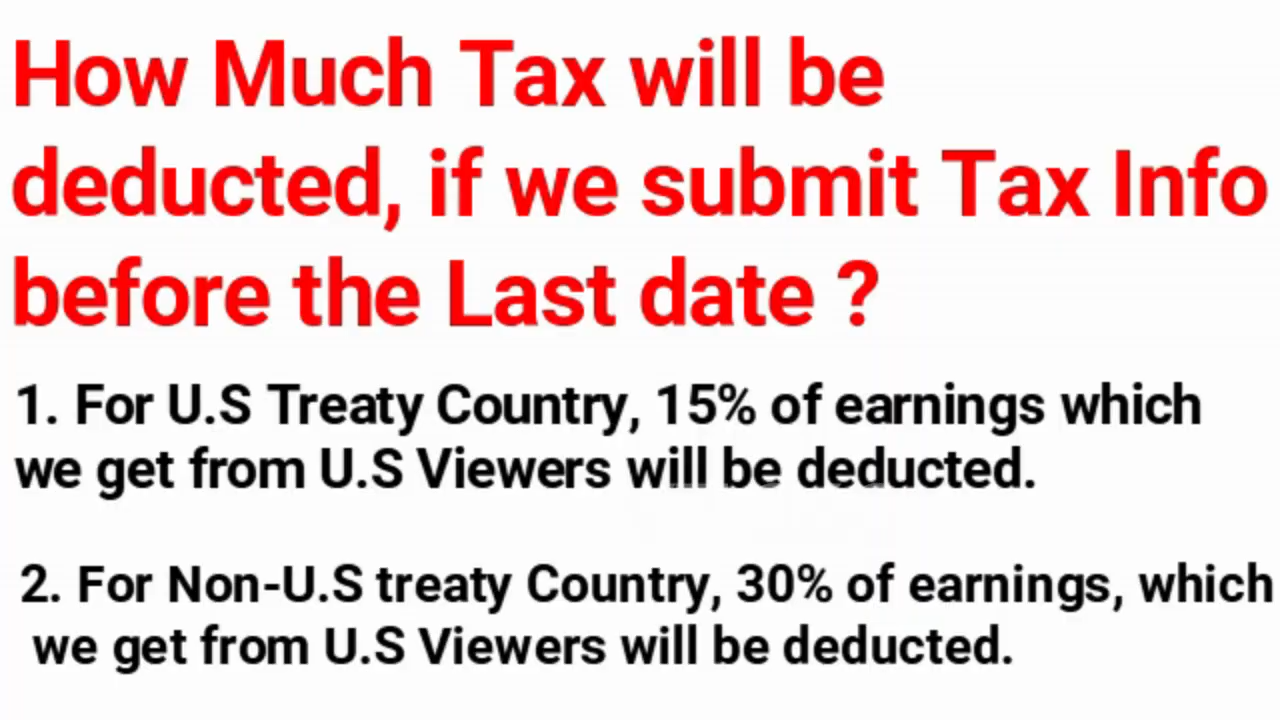 How Much Tax will be
deducted, if we submit Tax Info
before the Last date ?
1. For U.S Treaty Country, 15% of earnings which
we get from U.S Viewers will be deducted.
2. For Non-U.S treaty Country, 30% of earnings, which
we get from U.S Viewers will be deducted.